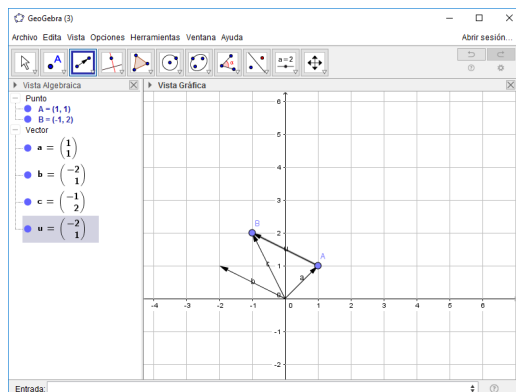 GeoGebra (3)
Archivo Edita Vista Opciones Herramientas Ventana Ayuda
Abrir sesión...
A
a=2
Vista Algebraica
Vista Gráfica
Punto
A = (1, 1)
B = (-1, 2)
Vector
a = (1 1)
b = (-2 1)
c = (-1 2)
u = (-2 1)
6
5
4
3
2
1
0
-1
-2
-4 -3 -2 -1 0 1 2 3 4 5 6
B
u
A
c
a
b
Entrada: